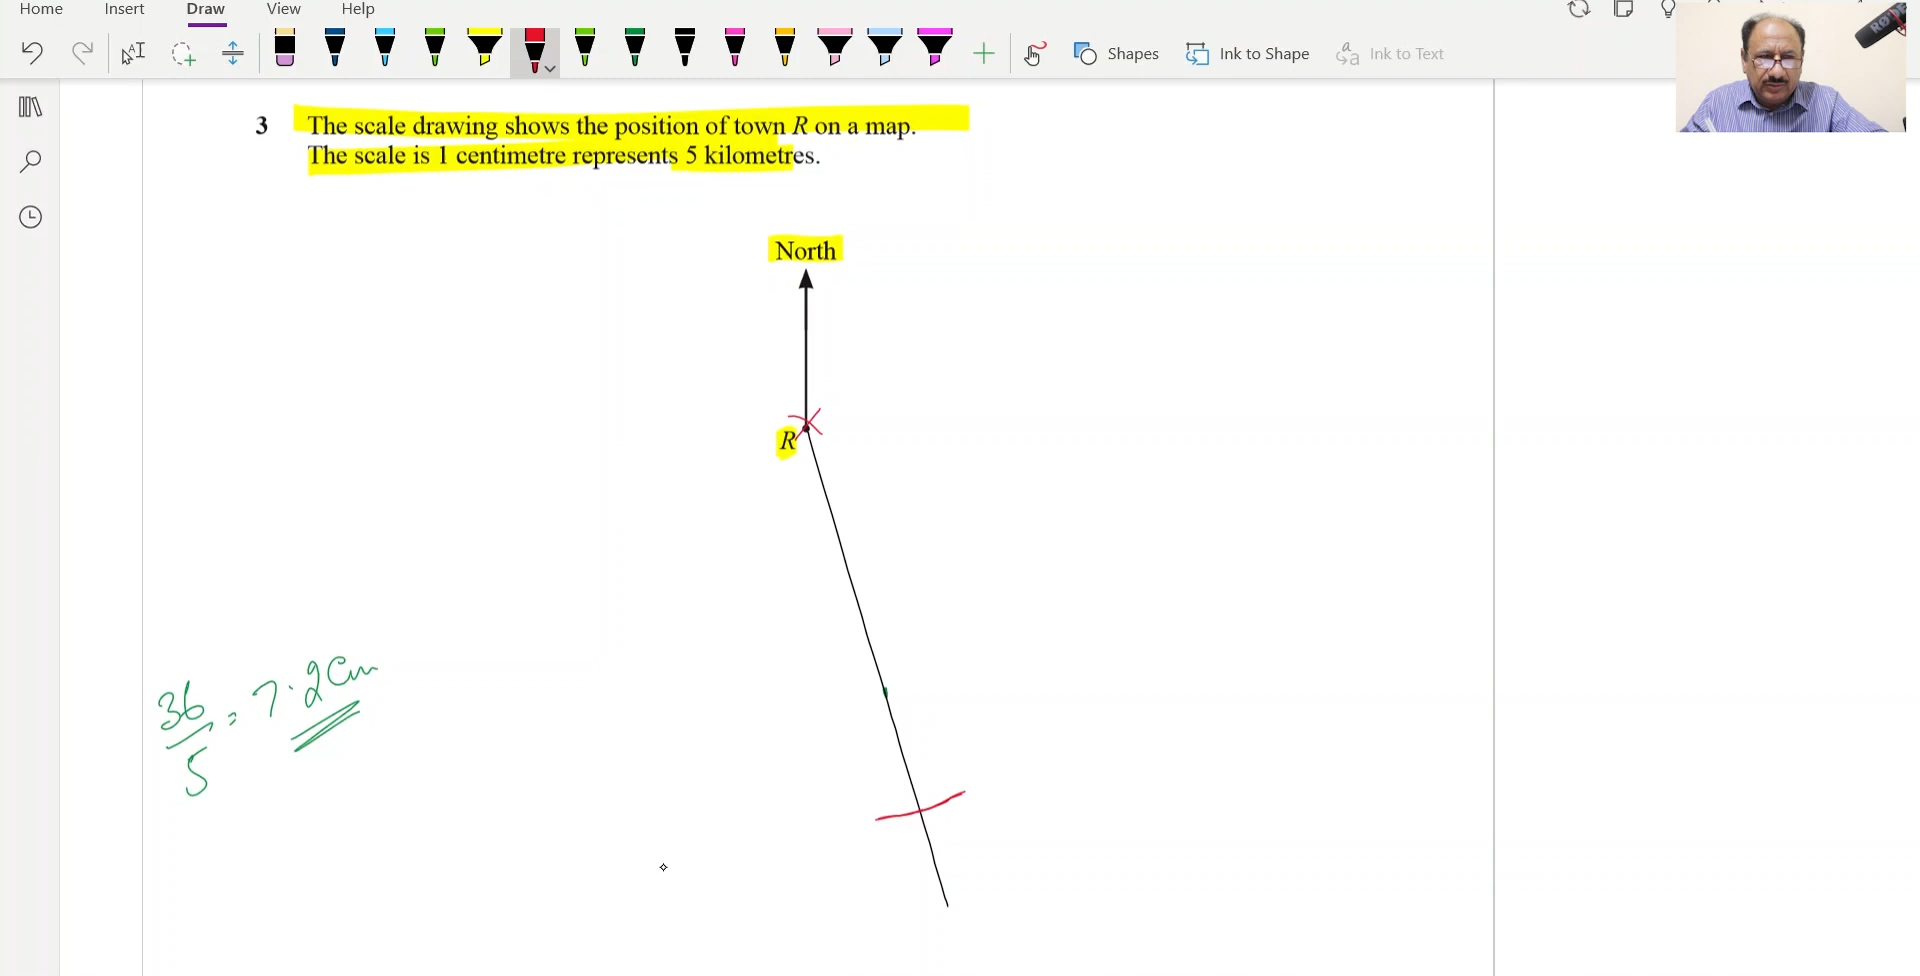 Home Insert Draw View Help
Shapes Ink to Shape Ink to Text
3 The scale drawing shows the position of town R on a map.
The scale is 1 centimetre represents 5 kilometres.
North
R
36/5 = 7.2 Cm